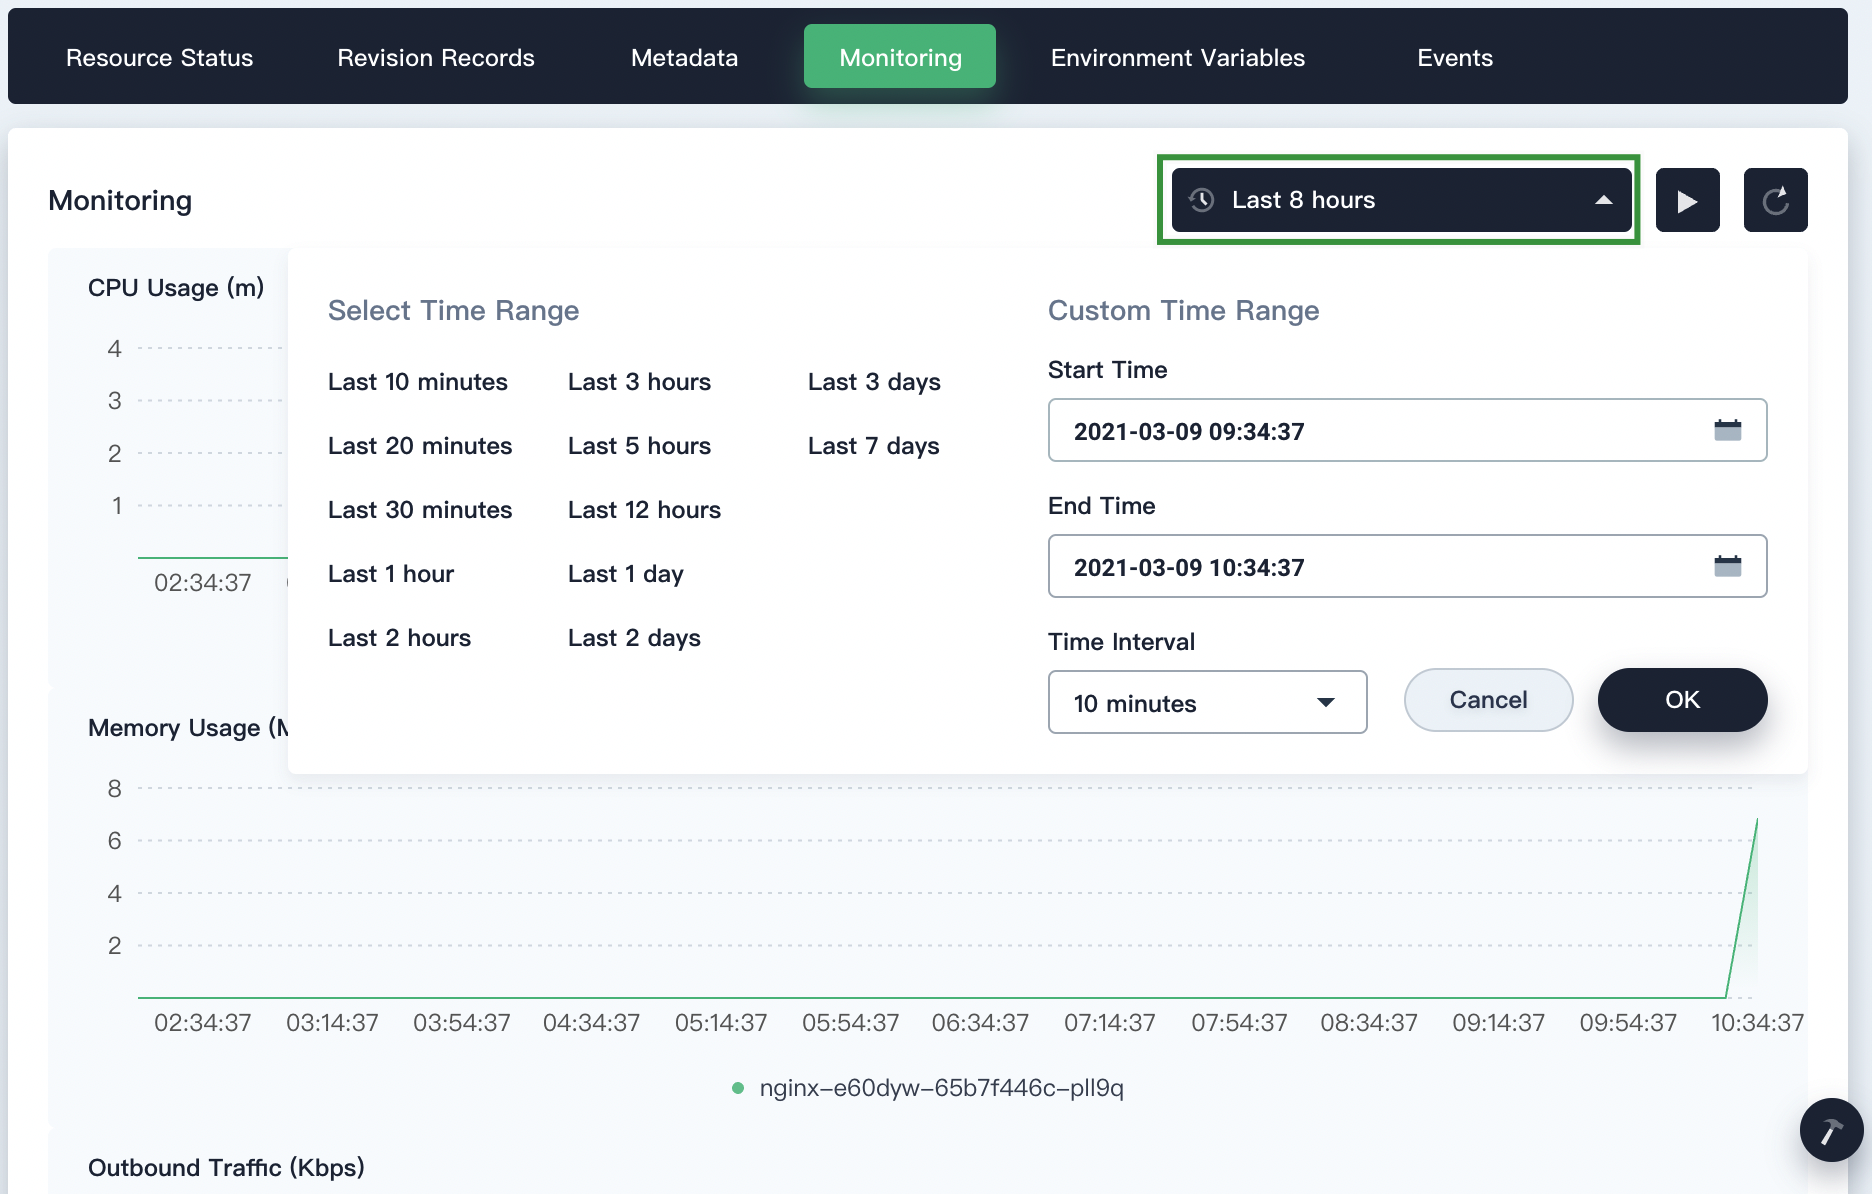 Resource Status Revision Records Metadata Monitoring Environment Variables Events
Monitoring
Last 8 hours
CPU Usage (m)
4
3
2
1
02:34:37
Select Time Range
Last 10 minutes Last 3 hours Last 3 days
Last 20 minutes Last 5 hours Last 7 days
Last 30 minutes Last 12 hours
Last 1 hour Last 1 day
Last 2 hours Last 2 days
Custom Time Range
Start Time
2021-03-09 09:34:37
End Time
2021-03-09 10:34:37
Time Interval
10 minutes
Cancel OK
Memory Usage (M
8
6
4
2
02:34:37 03:14:37 03:54:37 04:34:37 05:14:37 05:54:37 06:34:37 07:14:37 07:54:37 08:34:37 09:14:37 09:54:37 10:34:37
nginx-e60dyw-65b7f446c-pll9q
Outbound Traffic (Kbps)